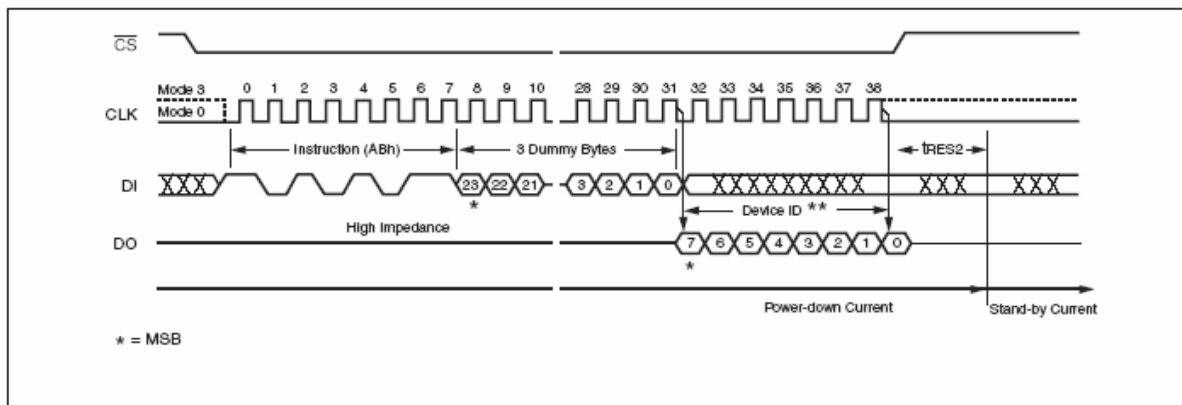 CS
Mode 3 0 1 2 3 4 5 6 7 8 9 10 28 29 30 31 32 33 34 35 36 37 38
CLK Mode 0
Instruction (ABh) 3 Dummy Bytes tRES2
DI 23 22 21 3 2 1 0
* Device ID **
High Impedance
DO 7 6 5 4 3 2 1 0
*
Power-down Current Stand-by Current
* = MSB